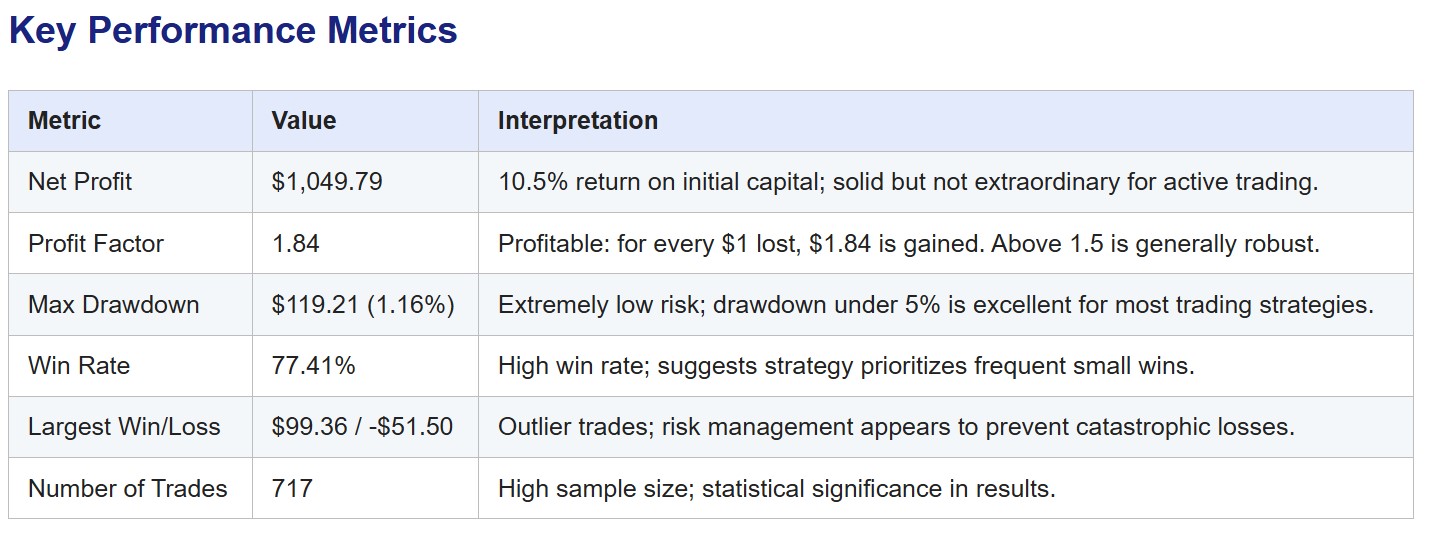 Key Performance Metrics
Metric Value Interpretation
Net Profit $1,049.79 10.5% return on initial capital; solid but not extraordinary for active trading.
Profit Factor 1.84 Profitable: for every $1 lost, $1.84 is gained. Above 1.5 is generally robust.
Max Drawdown $119.21 (1.16%) Extremely low risk; drawdown under 5% is excellent for most trading strategies.
Win Rate 77.41% High win rate; suggests strategy prioritizes frequent small wins.
Largest Win/Loss $99.36 / -$51.50 Outlier trades; risk management appears to prevent catastrophic losses.
Number of Trades 717 High sample size; statistical significance in results.